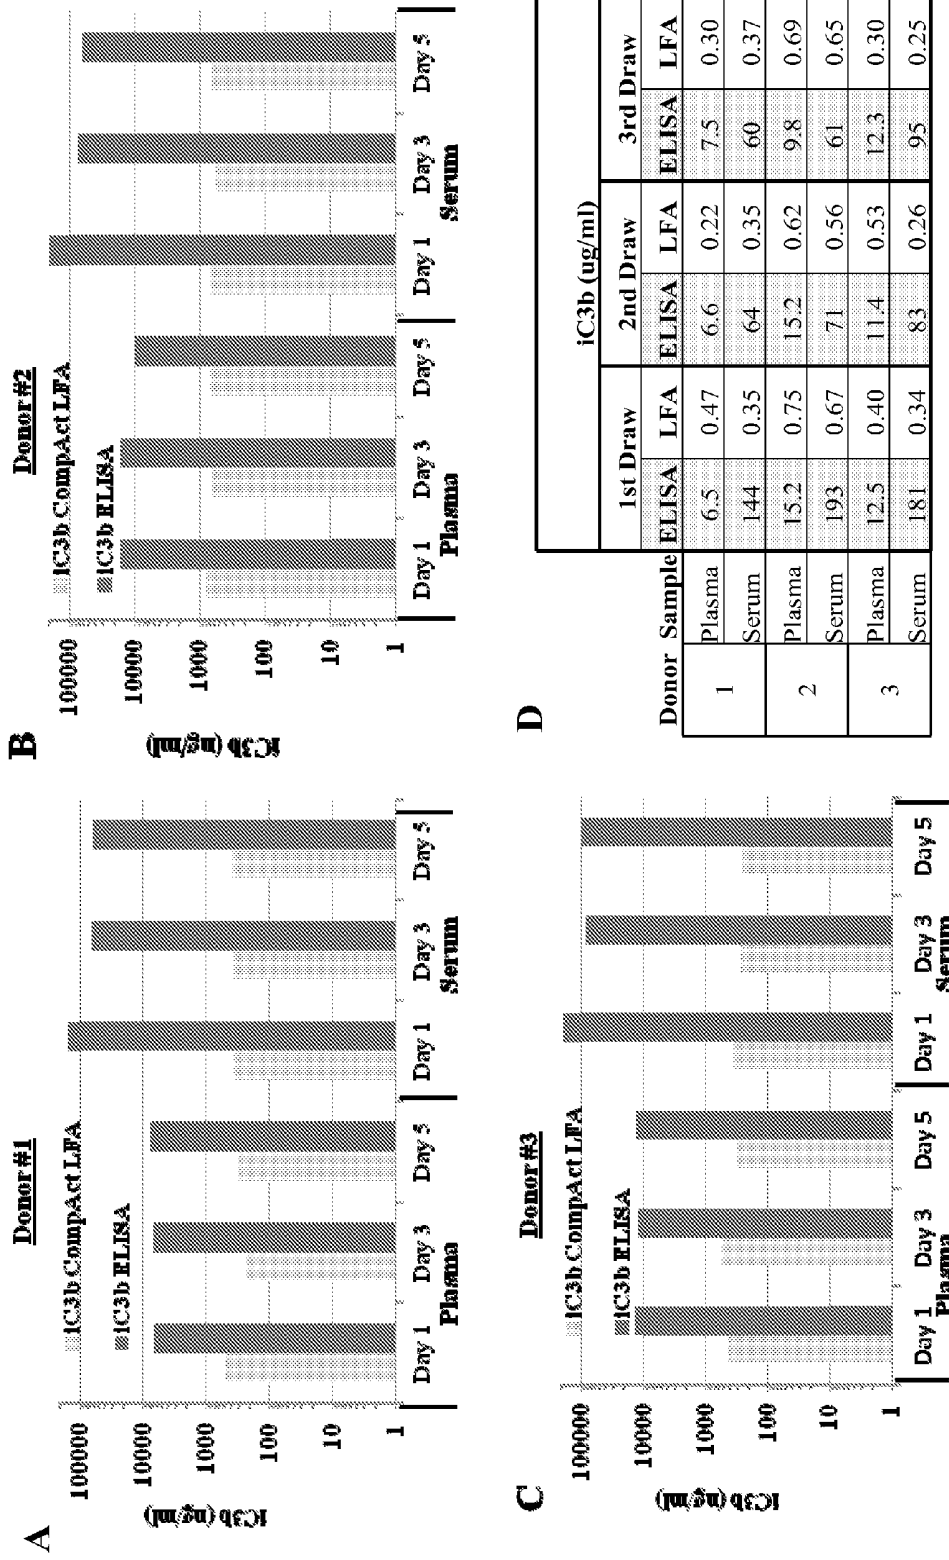 A
Donor#1
iC3b CompAct LFA
iC3b ELISA
iC3b (ng/ml)
100000
10000
1000
100
10
1
Day 1 Day 3 Day 5 Day 1 Day 3 Day 5
Plasma Serum
B
Donor#2
iC3b CompAct LFA
iC3b ELISA
iC3b (ng/ml)
100000
10000
1000
100
10
1
Day 1 Day 3 Day 5 Day 1 Day 3 Day 5
Plasma Serum
C
Donor#3
iC3b CompAct LFA
iC3b ELISA
iC3b (ng/ml)
100000
10000
1000
100
10
1
Day 1 Day 3 Day 5 Day 1 Day 3 Day 5
Plasma Serum
D
iC3b (ug/ml)
1st Draw 2nd Draw 3rd Draw
Donor Sample ELISA LFA ELISA LFA ELISA LFA
1 Plasma 6.5 0.47 6.6 0.22 7.5 0.30
Serum 144 0.35 64 0.35 60 0.37
2 Plasma 15.2 0.75 15.2 0.62 9.8 0.69
Serum 193 0.67 71 0.56 61 0.65
3 Plasma 12.5 0.40 11.4 0.53 12.3 0.30
Serum 181 0.34 83 0.26 95 0.25